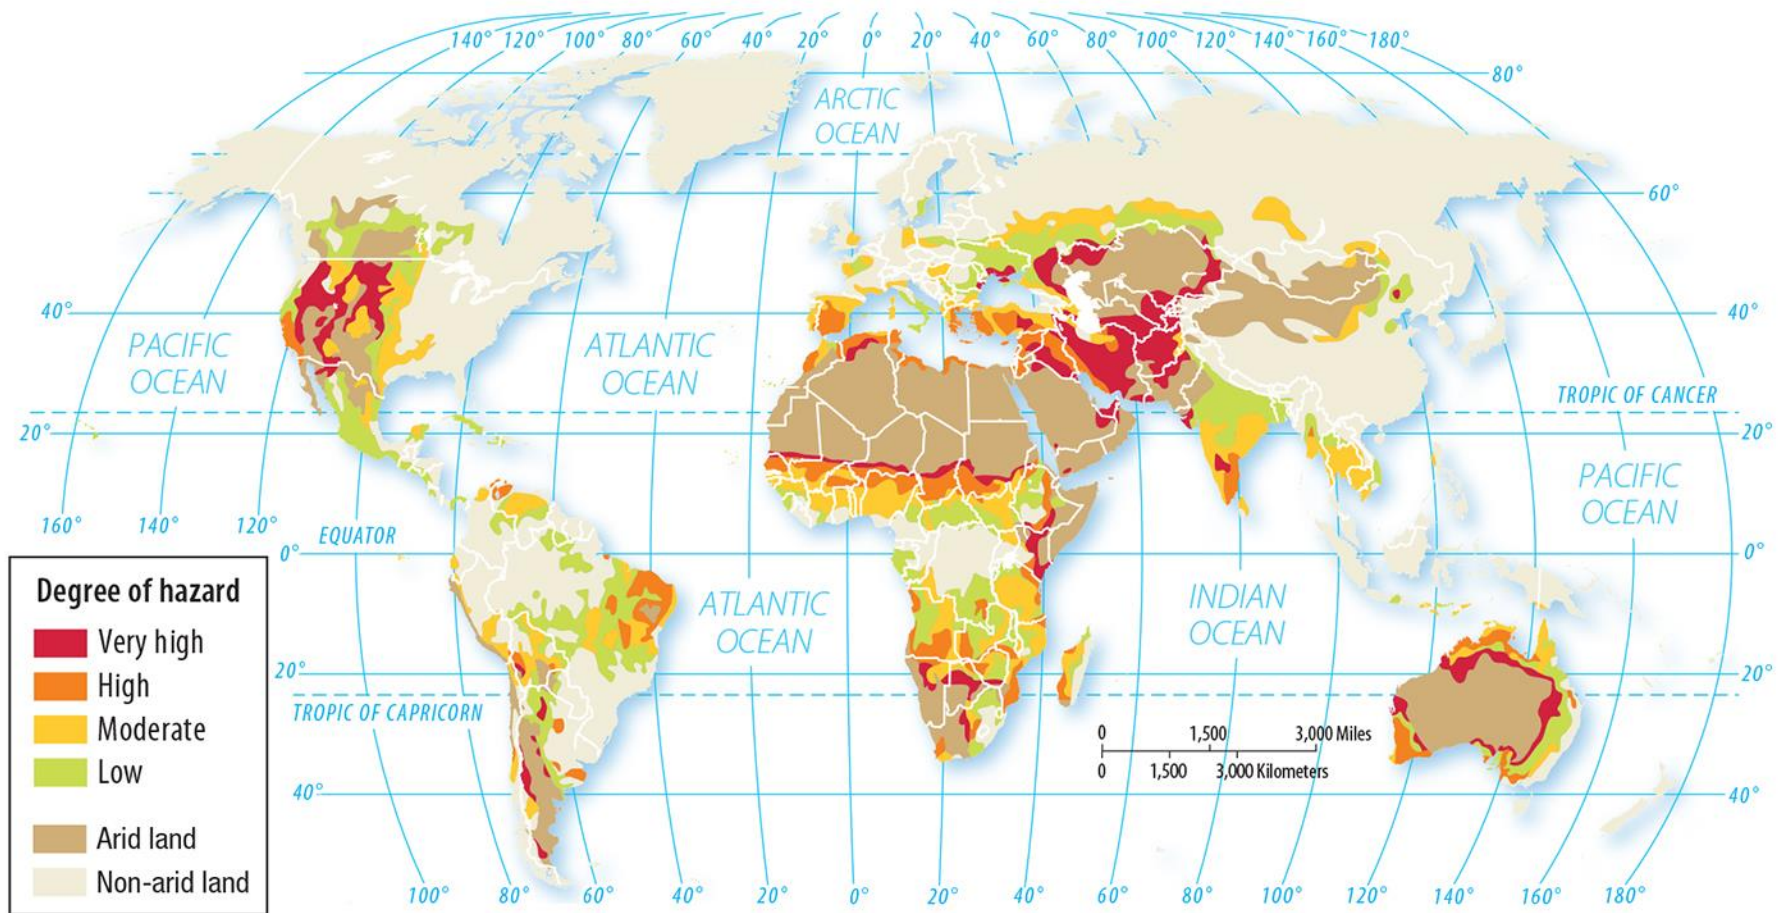 140° 120° 100° 80° 60° 40° 20° 0° 20° 40° 60° 80° 100° 120° 140° 160° 180°
80°
ARCTIC
OCEAN
60°
40°
40°
PACIFIC
OCEAN
ATLANTIC
OCEAN
TROPIC OF CANCER
20°
20°
PACIFIC
OCEAN
160° 140° 120°
EQUATOR
0°
0°
ATLANTIC
OCEAN
INDIAN
OCEAN
20°
20°
TROPIC OF CAPRICORN
0 1,500 3,000 Miles
0 1,500 3,000 Kilometers
40°
40°
100° 80° 60° 40° 20° 0° 20° 40° 60° 80° 100° 120° 140° 160° 180°
Degree of hazard
Very high
High
Moderate
Low
Arid land
Non-arid land